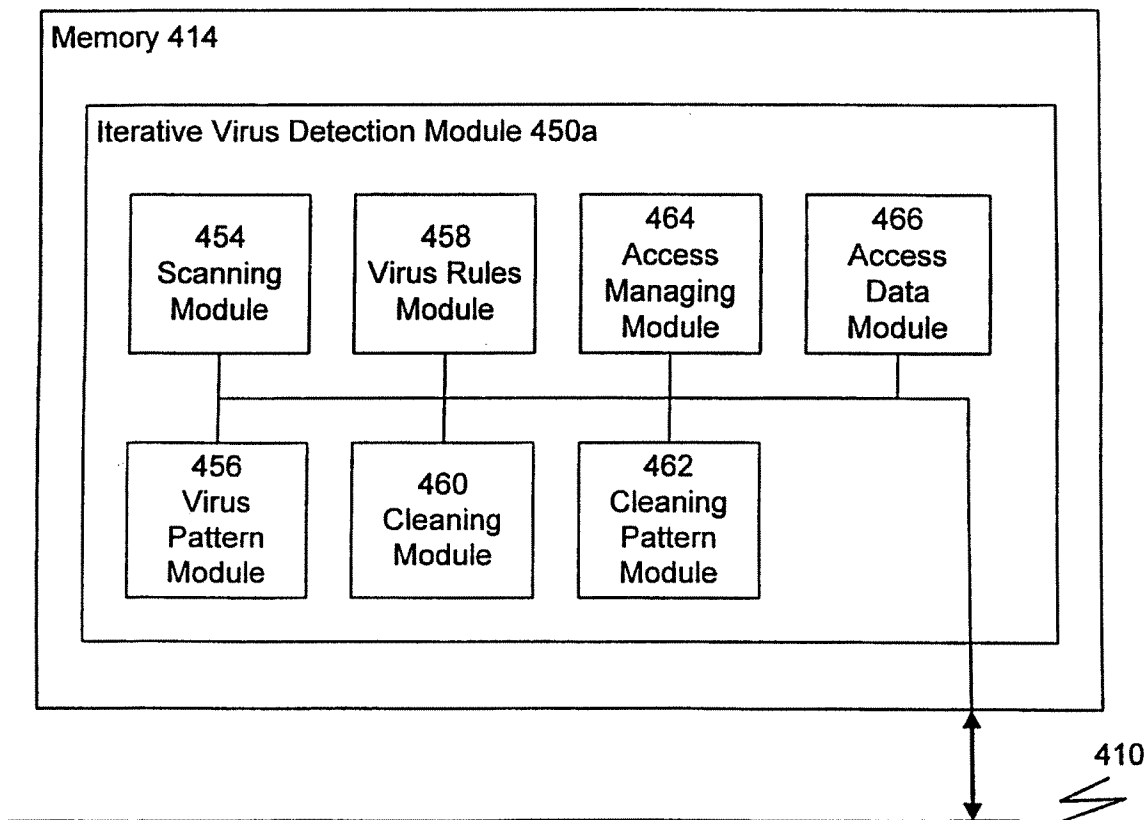 Memory 414
Iterative Virus Detection Module 450a
454
Scanning
Module
458
Virus Rules
Module
464
Access
Managing
Module
466
Access
Data
Module
456
Virus
Pattern
Module
460
Cleaning
Module
462
Cleaning
Pattern
Module
410